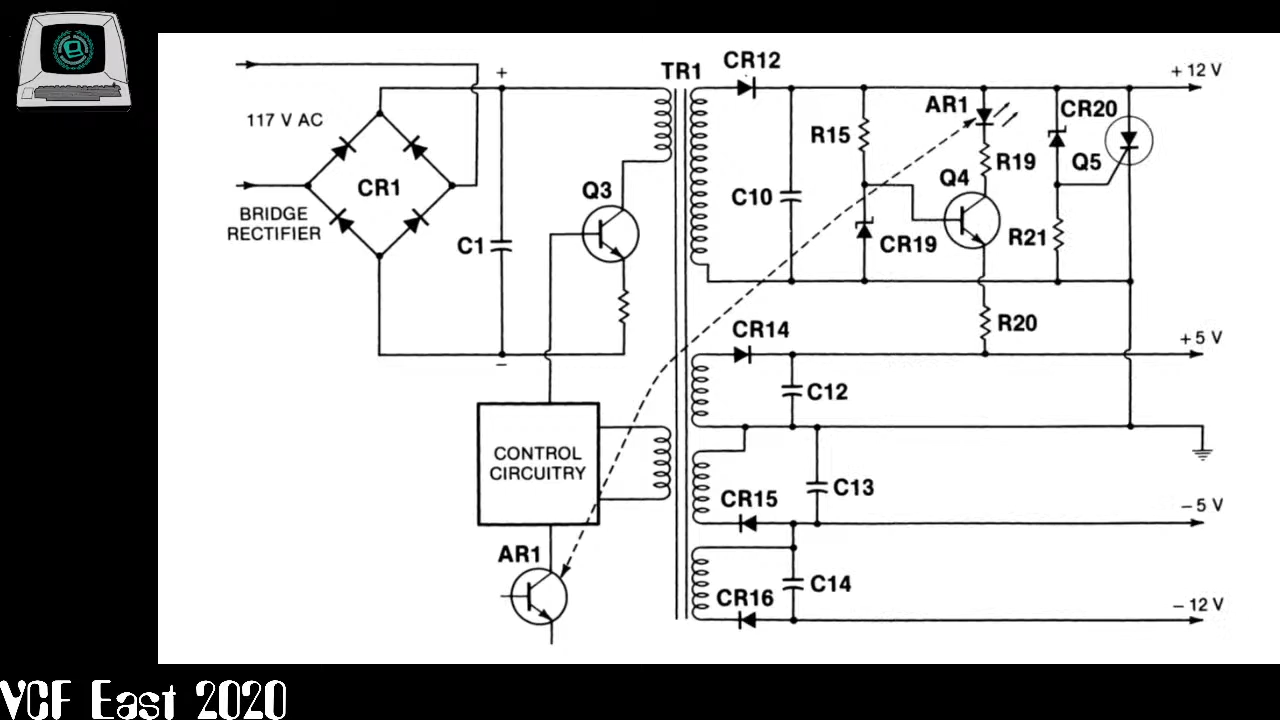 TR1
CR12
+ 12 V
+
117 V AC
AR1
CR20
R15
R19
Q5
CR1
Q3
Q4
C10
BRIDGE
RECTIFIER
C1
CR19
R21
R20
CR14
+ 5 V
−
C12
CONTROL
CIRCUITRY
CR15
C13
− 5 V
AR1
CR16
C14
− 12 V
VCF East 2020